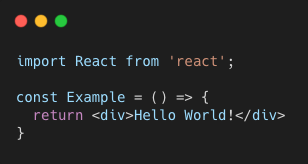 import React from 'react';

const Example = () => {
  return <div>Hello World!</div>
}